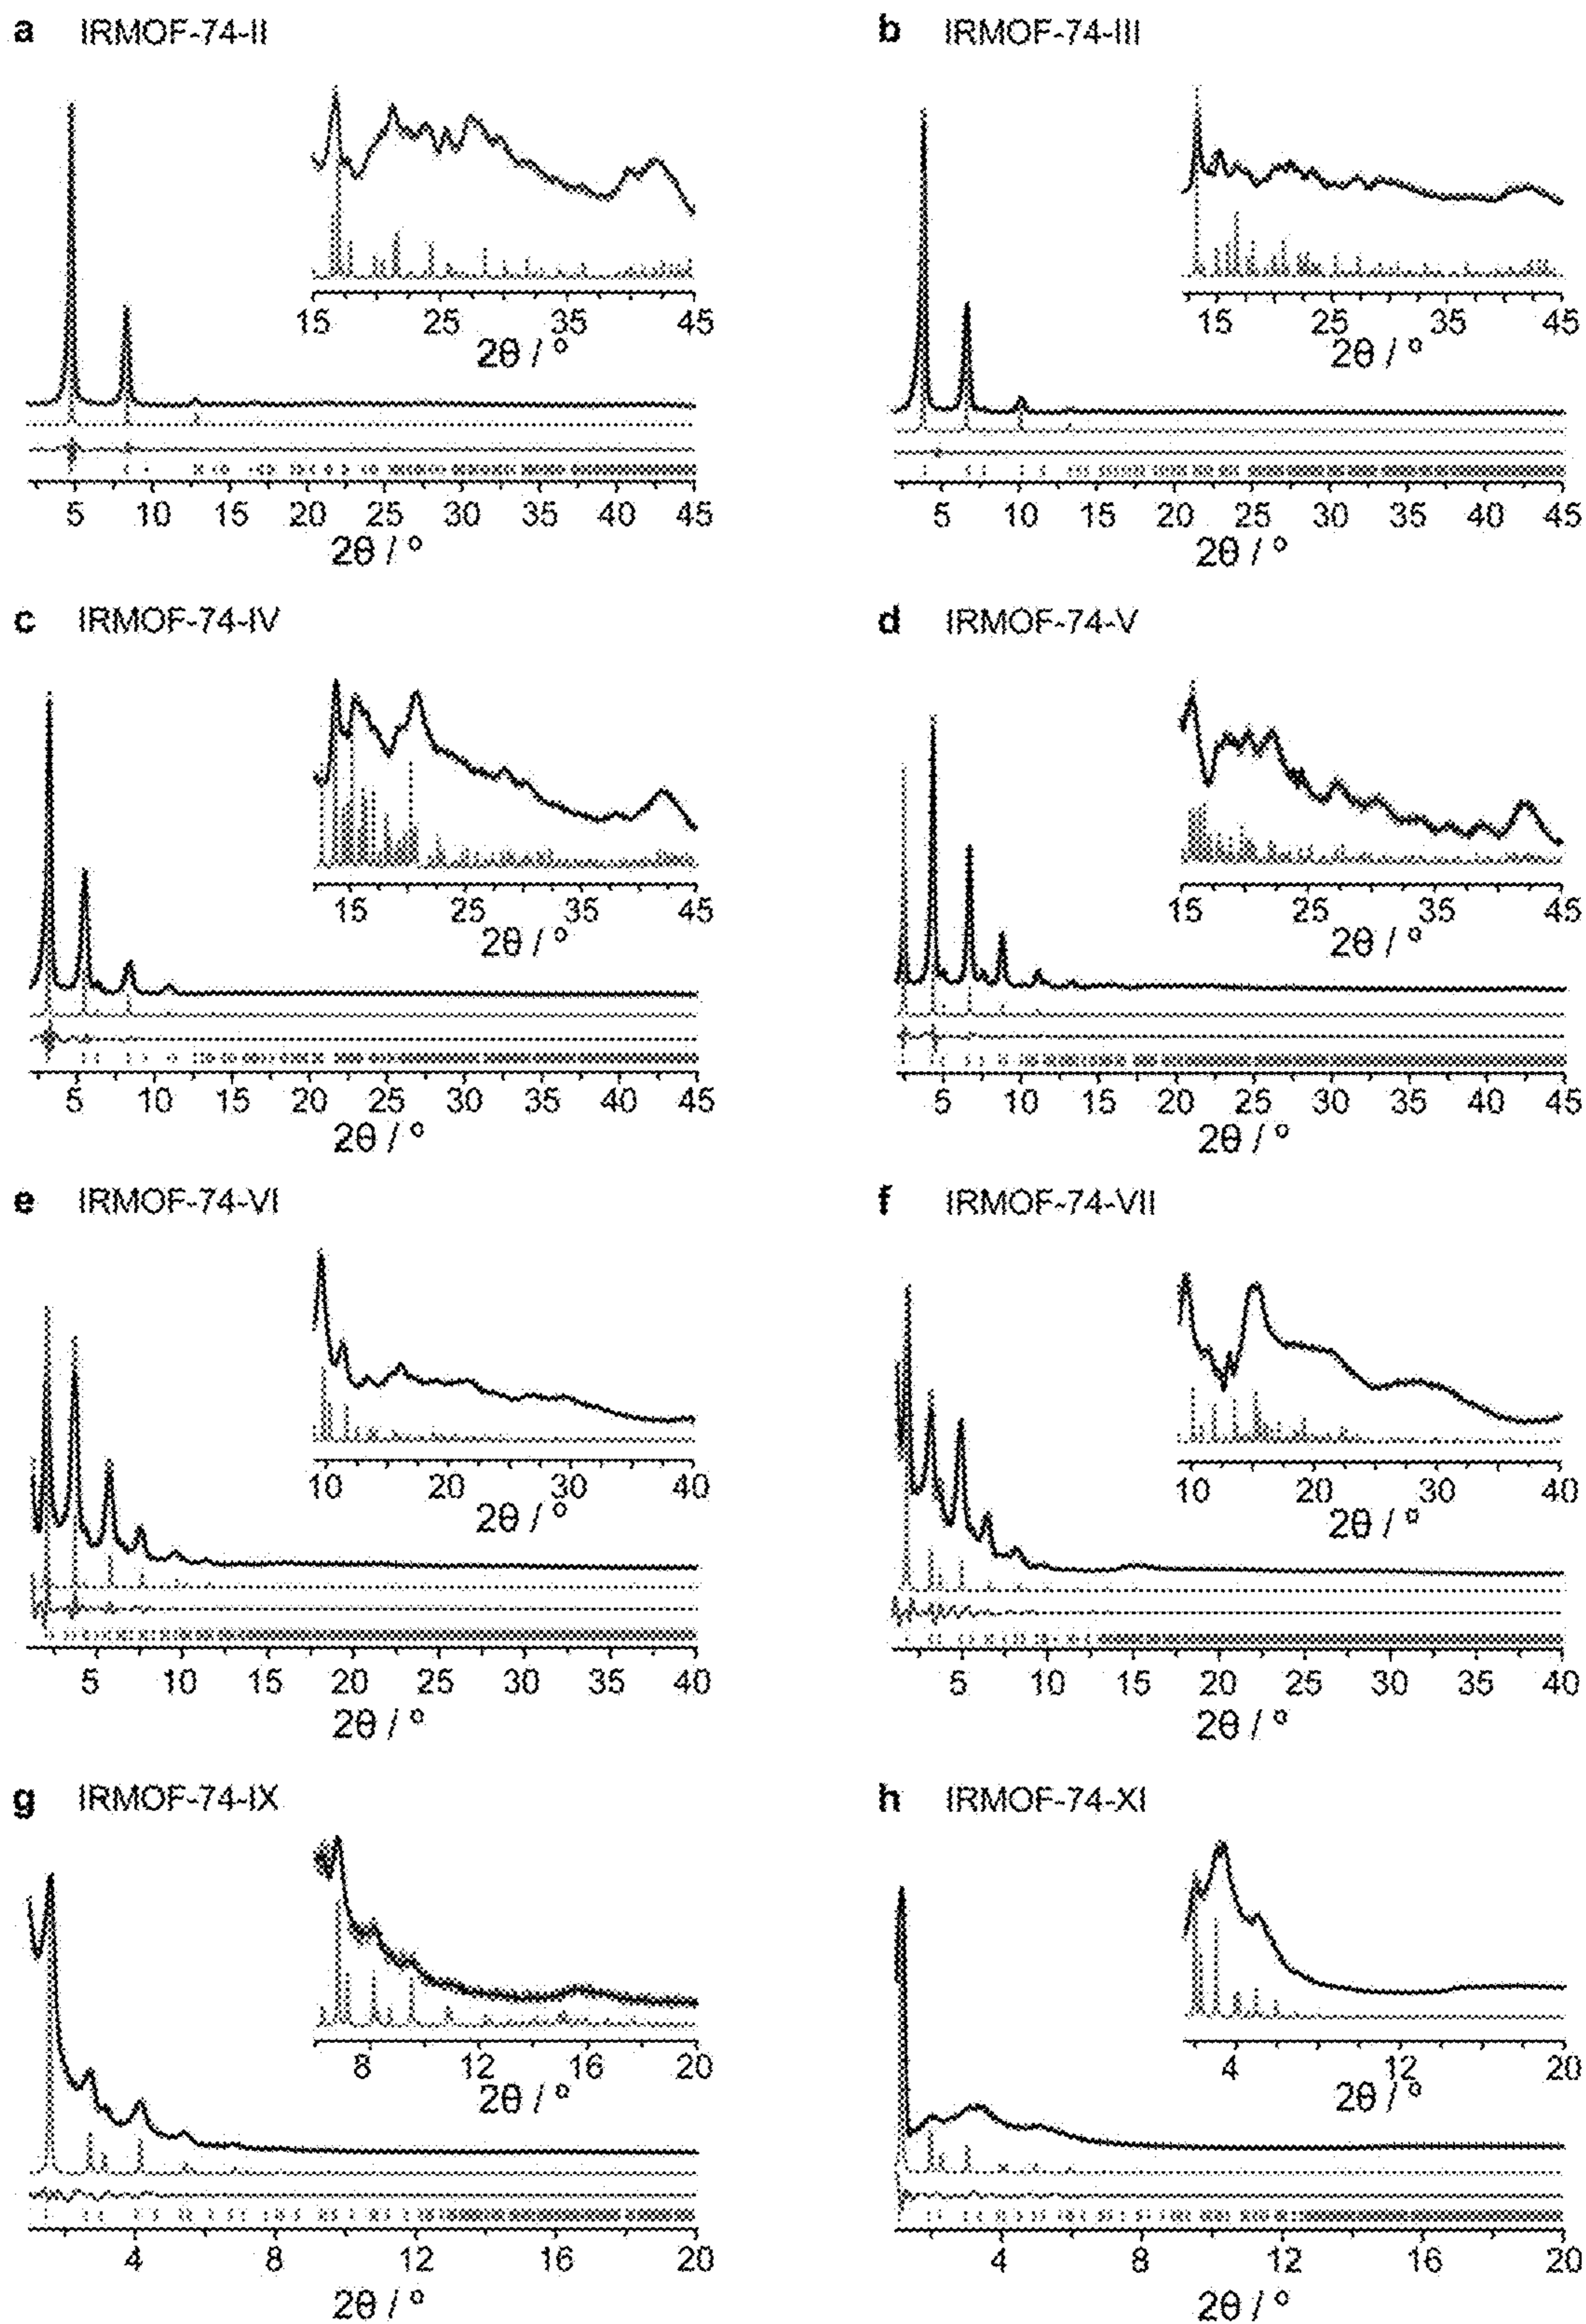 a IRMOF-74-II
15 25 35 45
2θ / º
5 10 15 20 25 30 35 40 45
2θ / º
b IRMOF-74-III
15 25 35 45
2θ / º
5 10 15 20 25 30 35 40 45
2θ / º
c IRMOF-74-IV
15 25 35 45
2θ / º
5 10 15 20 25 30 35 40 45
2θ / º
d IRMOF-74-V
15 25 35 45
2θ / º
5 10 15 20 25 30 35 40 45
2θ / º
e IRMOF-74-VI
10 20 30 40
2θ / º
5 10 15 20 25 30 35 40
2θ / º
f IRMOF-74-VII
10 20 30 40
2θ / º
5 10 15 20 25 30 35 40
2θ / º
g IRMOF-74-IX
8 12 16 20
2θ / º
4 8 12 16 20
2θ / º
h IRMOF-74-XI
4 12 20
2θ / º
4 8 12 16 20
2θ / º